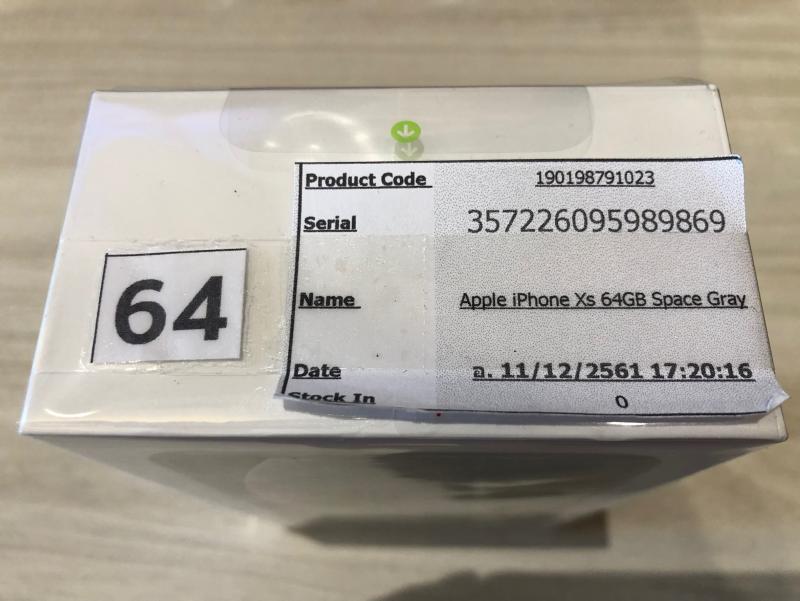 Product Code 190198791023
Serial 357226095989869
64
Name Apple iPhone Xs 64GB Space Gray
Date อ. 11/12/2561 17:20:16
Stock In 0